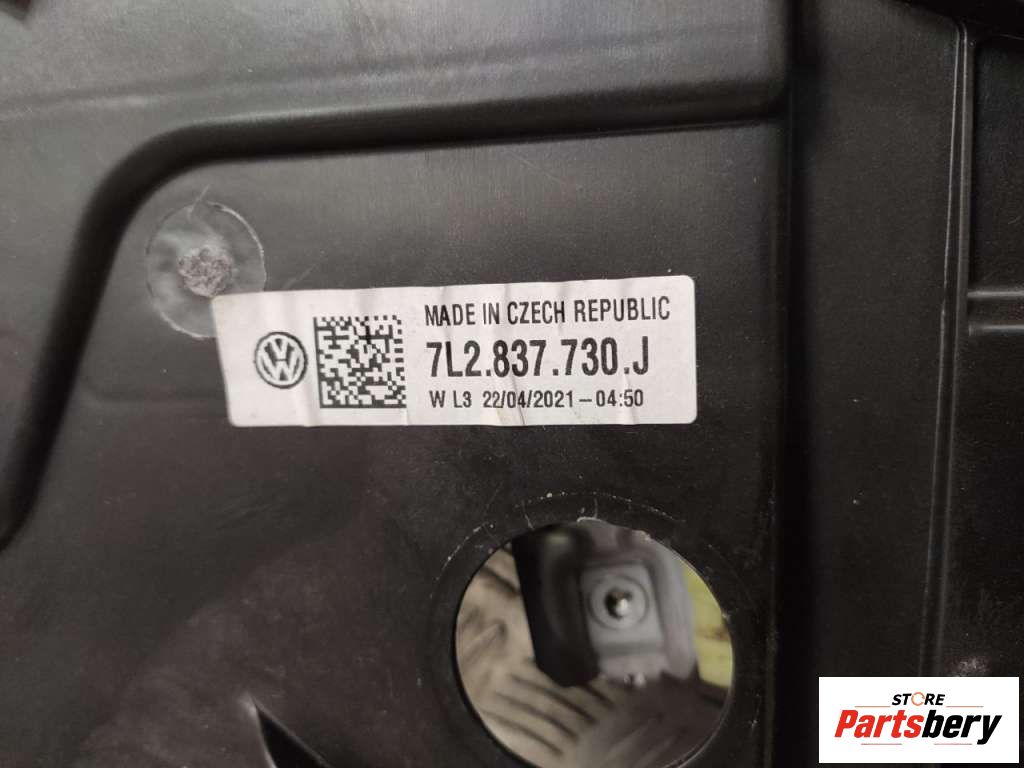 MADE IN CZECH REPUBLIC
7L2.837.730.J
W L3 22/04/2021-04:50
STORE
Partsbery